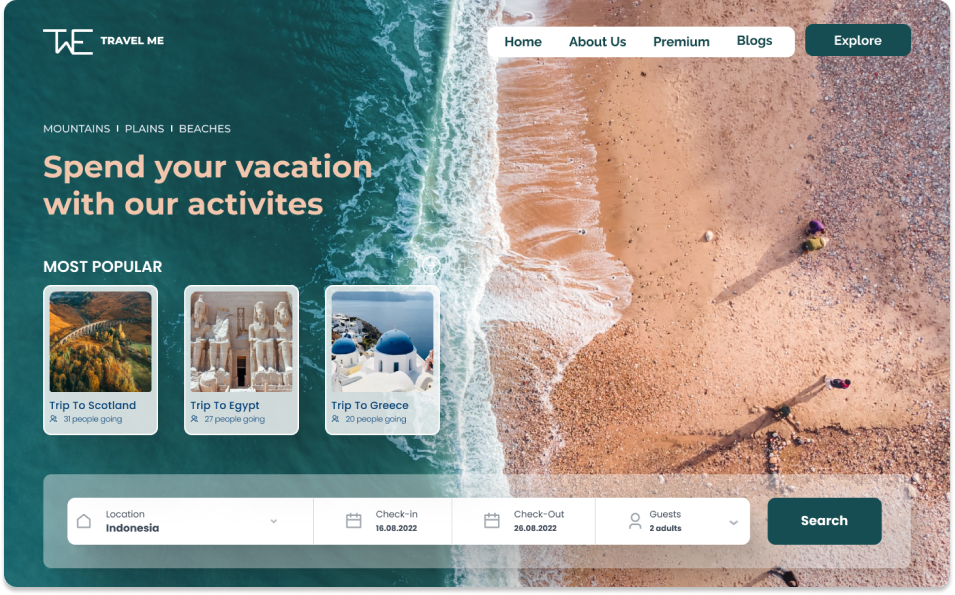 TWE TRAVEL ME
Home About Us Premium Blogs Explore
MOUNTAINS | PLAINS | BEACHES
Spend your vacation
with our activites
MOST POPULAR
Trip To Scotland
31 people going
Trip To Egypt
27 people going
Trip To Greece
20 people going
Location
Indonesia
Check-in
16.08.2022
Check-Out
26.08.2022
Guests
2 adults
Search